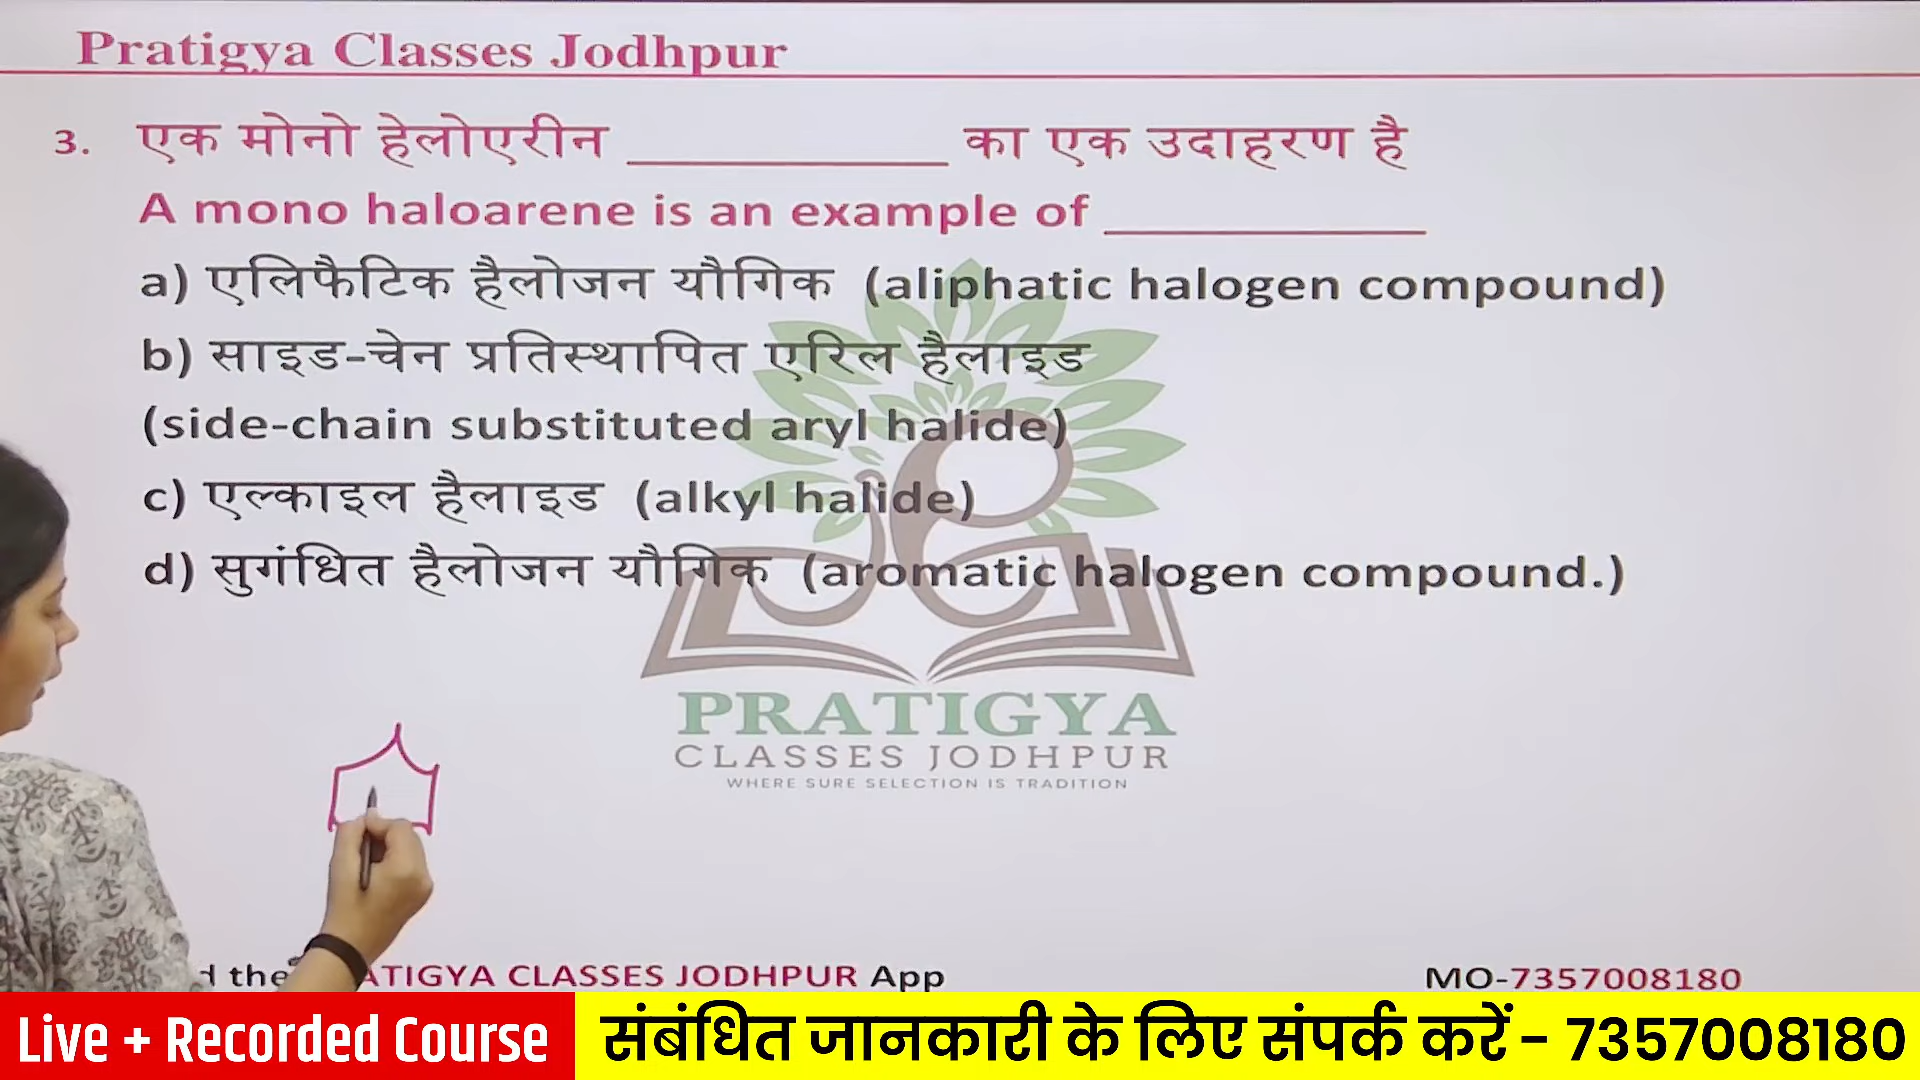 Pratigya Classes Jodhpur
3. एक मोनो हेलोएरीन ____________ का एक उदाहरण है
A mono haloarene is an example of ____________
a) एलिफैटिक हैलोजन यौगिक (aliphatic halogen compound)
b) साइड-चेन प्रतिस्थापित एरिल हैलाइड
(side-chain substituted aryl halide)
c) एल्काइल हैलाइड (alkyl halide)
d) सुगंधित हैलोजन यौगिक (aromatic halogen compound.)
PRATIGYA
CLASSES JODHPUR
WHERE SURE SELECTION IS TRADITION
the ATIGYA CLASSES JODHPUR App
MO-7357008180
Live + Recorded Course
संबंधित जानकारी के लिए संपर्क करें - 7357008180